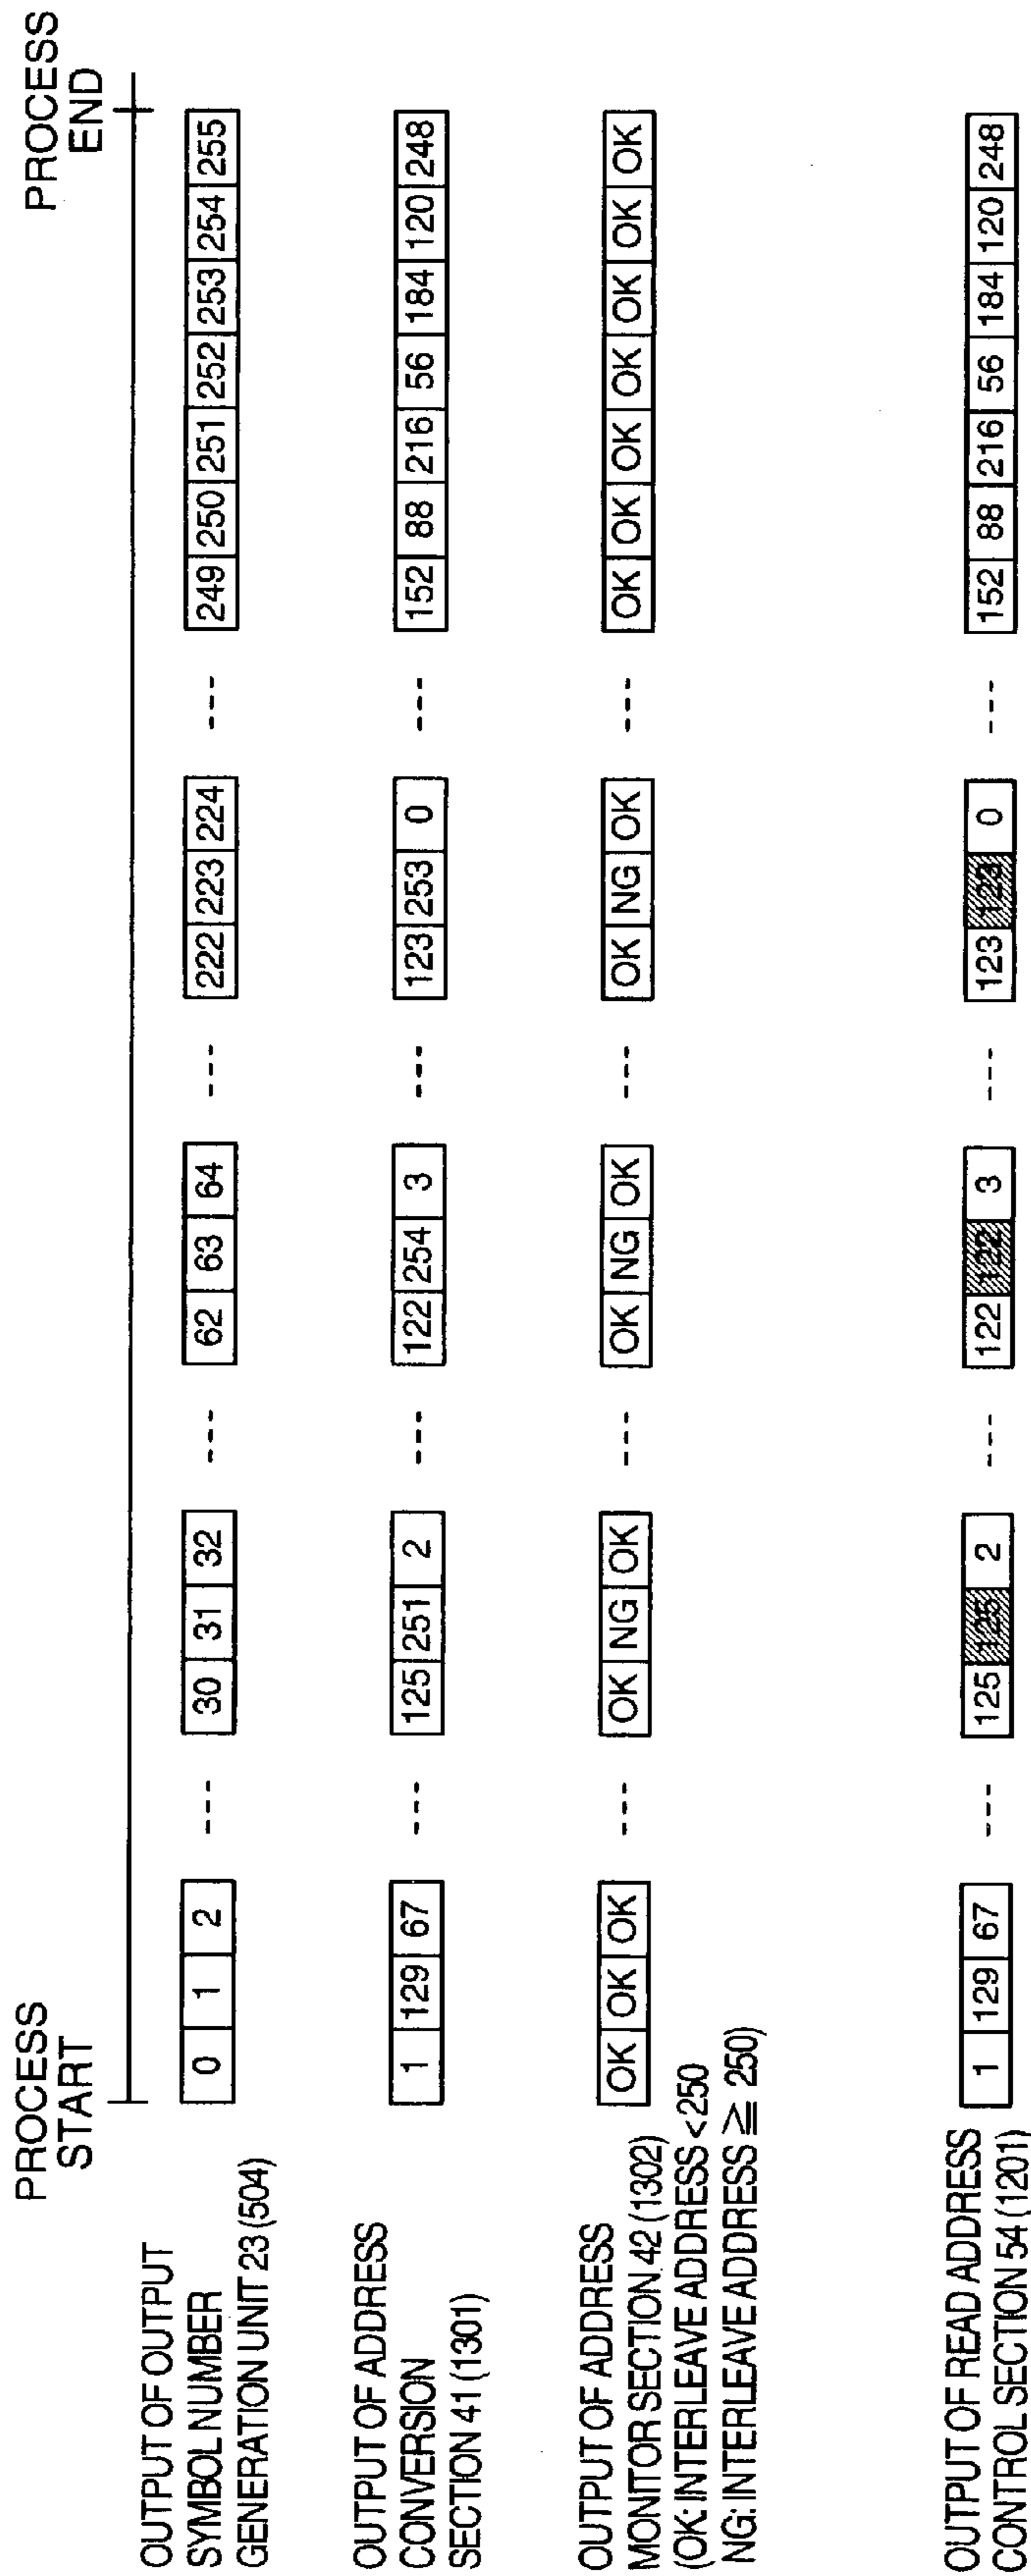 PROCESS
START
PROCESS
END
OUTPUT OF OUTPUT
SYMBOL NUMBER
GENERATION UNIT 23 (504)
0 1 2 --- 30 31 32 --- 62 63 64 --- 222 223 224 --- 249 250 251 252 253 254 255
OUTPUT OF ADDRESS
CONVERSION
SECTION 41 (1301)
1 129 67 --- 125 251 2 --- 122 254 3 --- 123 253 0 --- 152 88 216 56 184 120 248
OUTPUT OF ADDRESS
MONITOR SECTION 42 (1302)
(OK: INTERLEAVE ADDRESS <250
NG: INTERLEAVE ADDRESS ≧ 250)
OK OK OK --- OK NG OK --- OK NG OK --- OK NG OK --- OK OK OK OK OK OK OK
OUTPUT OF READ ADDRESS
CONTROL SECTION 54 (1201)
1 129 67 --- 125 125 2 --- 122 122 3 --- 123 123 0 --- 152 88 216 56 184 120 248